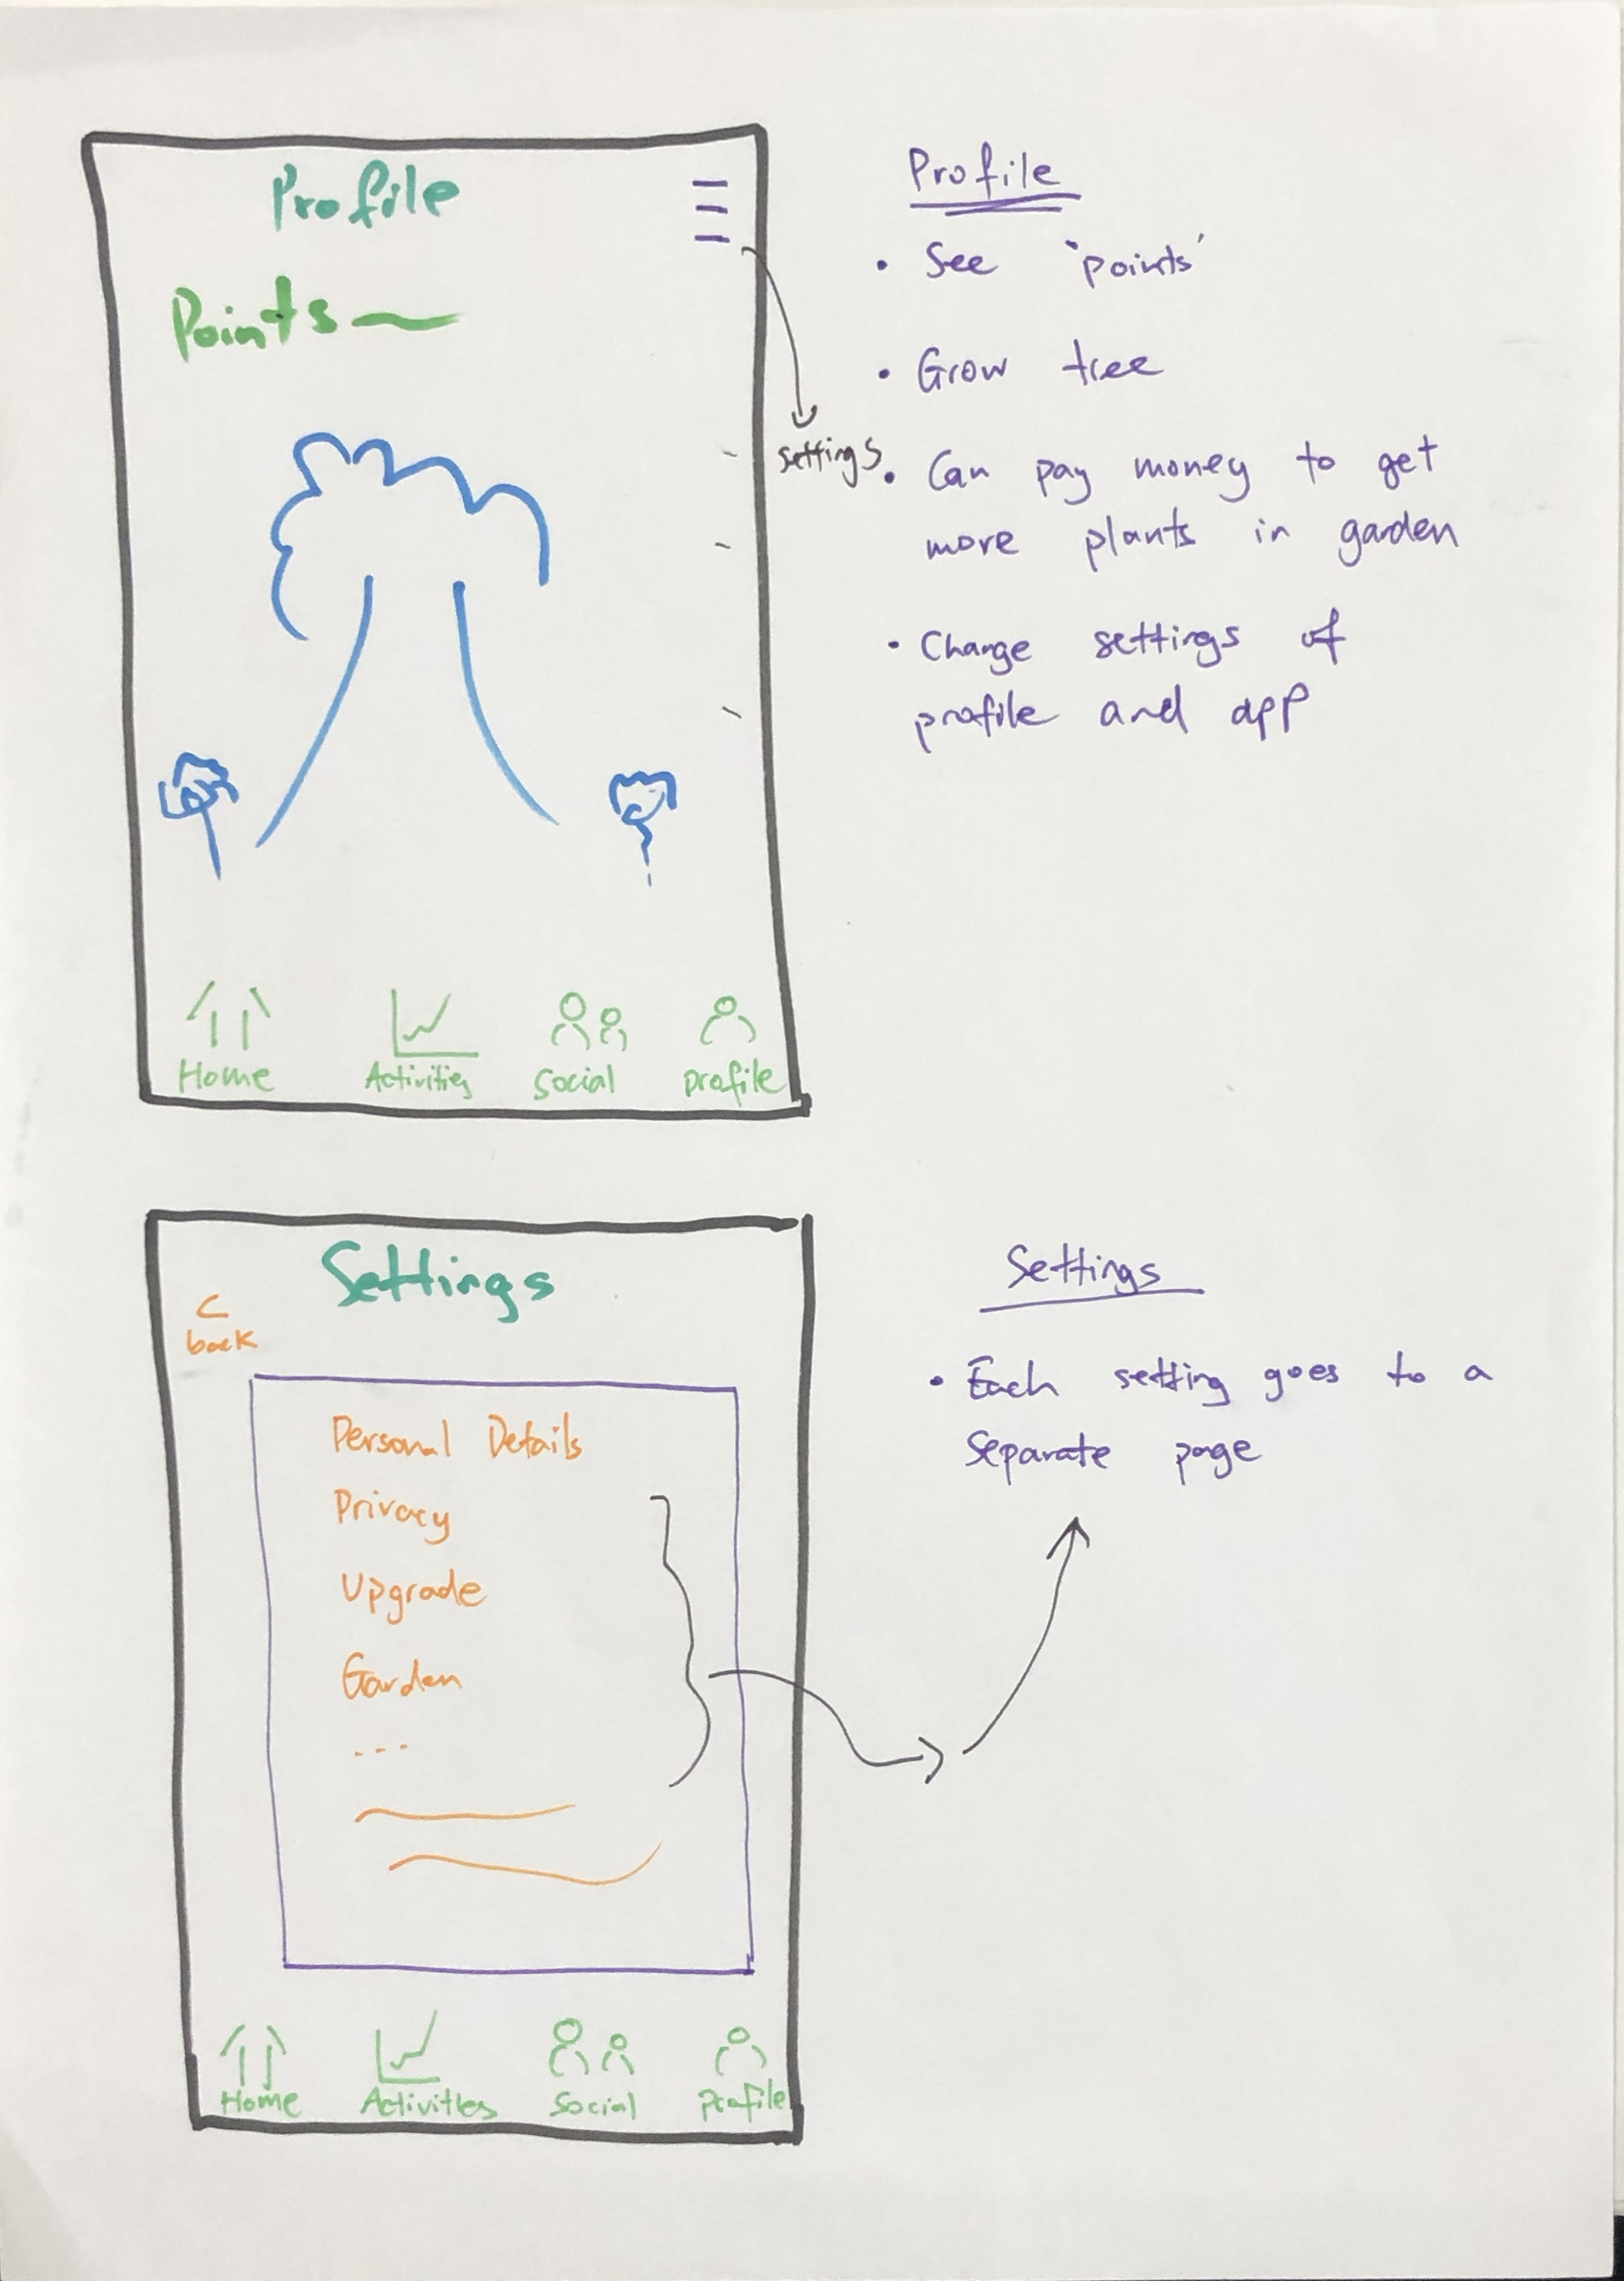 Profile
Points
settings
Home Activities Social profile
Profile
• See 'points'
• Grow tree
• Can pay money to get
more plants in garden
• Change settings of
profile and app
Settings
< back
Personal Details
Privacy
Upgrade
Garden
...
Home Activities Social profile
Settings
• Each setting goes to a
separate page